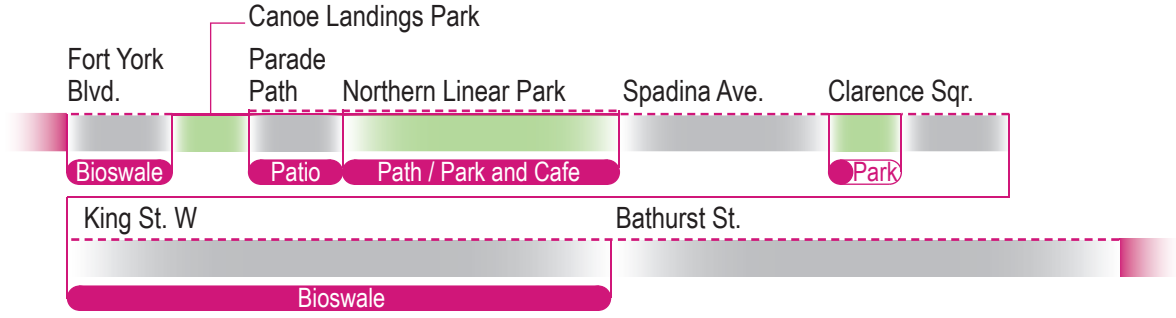 Canoe Landings Park
Fort York
Blvd.
Parade
Path
Northern Linear Park
Spadina Ave.
Clarence Sqr.
Bioswale
Patio
Path / Park and Cafe
Park
King St. W
Bathurst St.
Bioswale